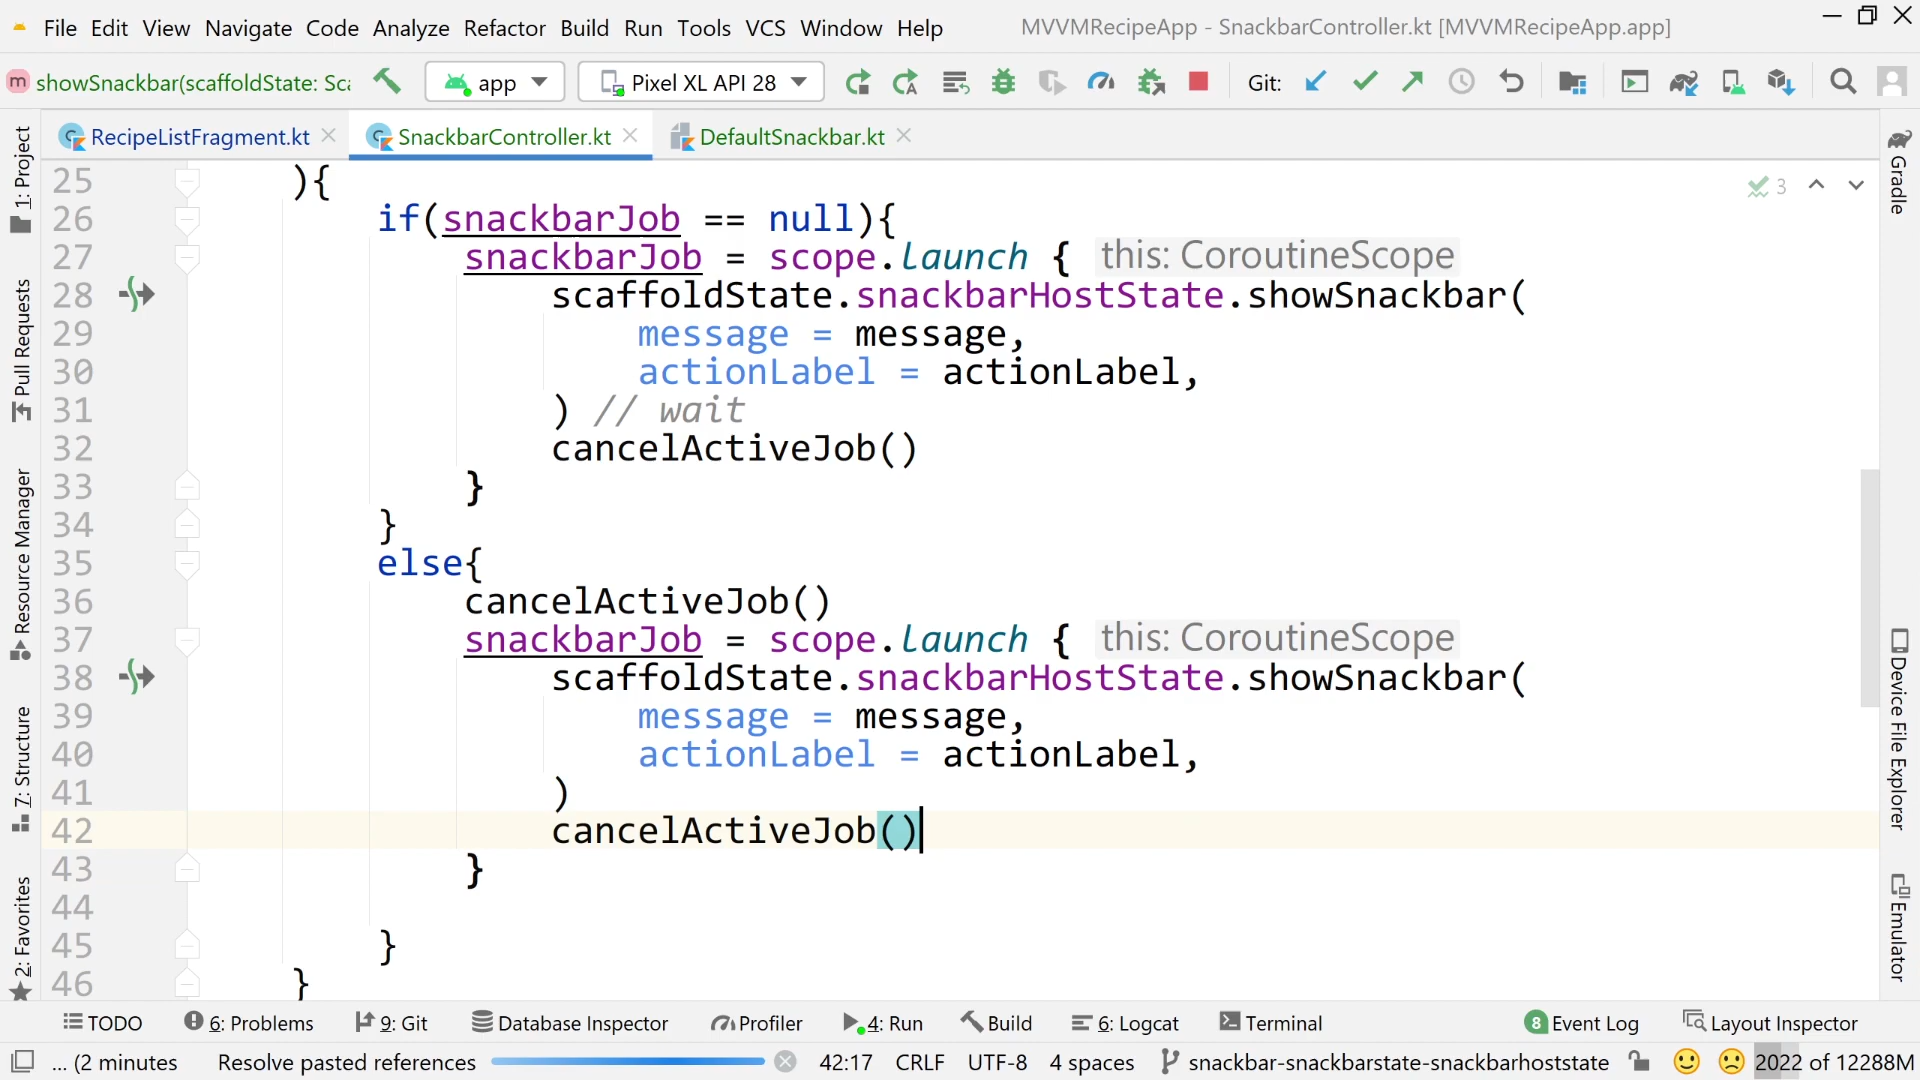 File Edit View Navigate Code Analyze Refactor Build Run Tools VCS Window Help MVVMRecipeApp - SnackbarController.kt [MVVMRecipeApp.app]
m showSnackbar(scaffoldState: Sca app Pixel XL API 28 Git:
RecipeListFragment.kt SnackbarController.kt DefaultSnackbar.kt
25 ){
26 if(snackbarJob == null){
27 snackbarJob = scope.launch { this: CoroutineScope
28 scaffoldState.snackbarHostState.showSnackbar(
29 message = message,
30 actionLabel = actionLabel,
31 ) // wait
32 cancelActiveJob()
33 }
34 }
35 else{
36 cancelActiveJob()
37 snackbarJob = scope.launch { this: CoroutineScope
38 scaffoldState.snackbarHostState.showSnackbar(
39 message = message,
40 actionLabel = actionLabel,
41 )
42 cancelActiveJob()
43 }
44
45 }
46 }
3
1: Project
Pull Requests
Resource Manager
7: Structure
2: Favorites
Gradle
Device File Explorer
Emulator
TODO 6: Problems 9: Git Database Inspector Profiler 4: Run Build 6: Logcat Terminal 8 Event Log Layout Inspector
... (2 minutes Resolve pasted references 42:17 CRLF UTF-8 4 spaces snackbar-snackbarstate-snackbarhoststate 2022 of 12288M